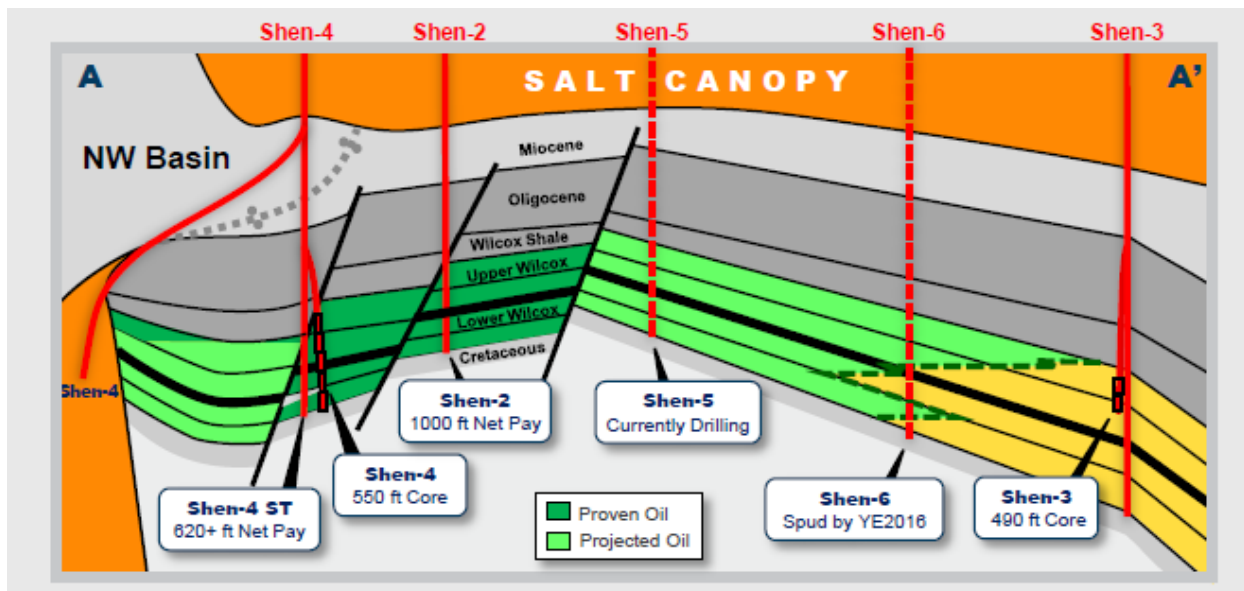 Shen-4
Shen-2
Shen-5
Shen-6
Shen-3
A
SALT CANOPY
A’
NW Basin
Miocene
Oligocene
Wilcox Shale
Upper Wilcox
Lower Wilcox
Cretaceous
Shen-4
Shen-2
1000 ft Net Pay
Shen-5
Currently Drilling
Shen-4
550 ft Core
Shen-4 ST
620+ ft Net Pay
Proven Oil
Projected Oil
Shen-6
Spud by YE2016
Shen-3
490 ft Core